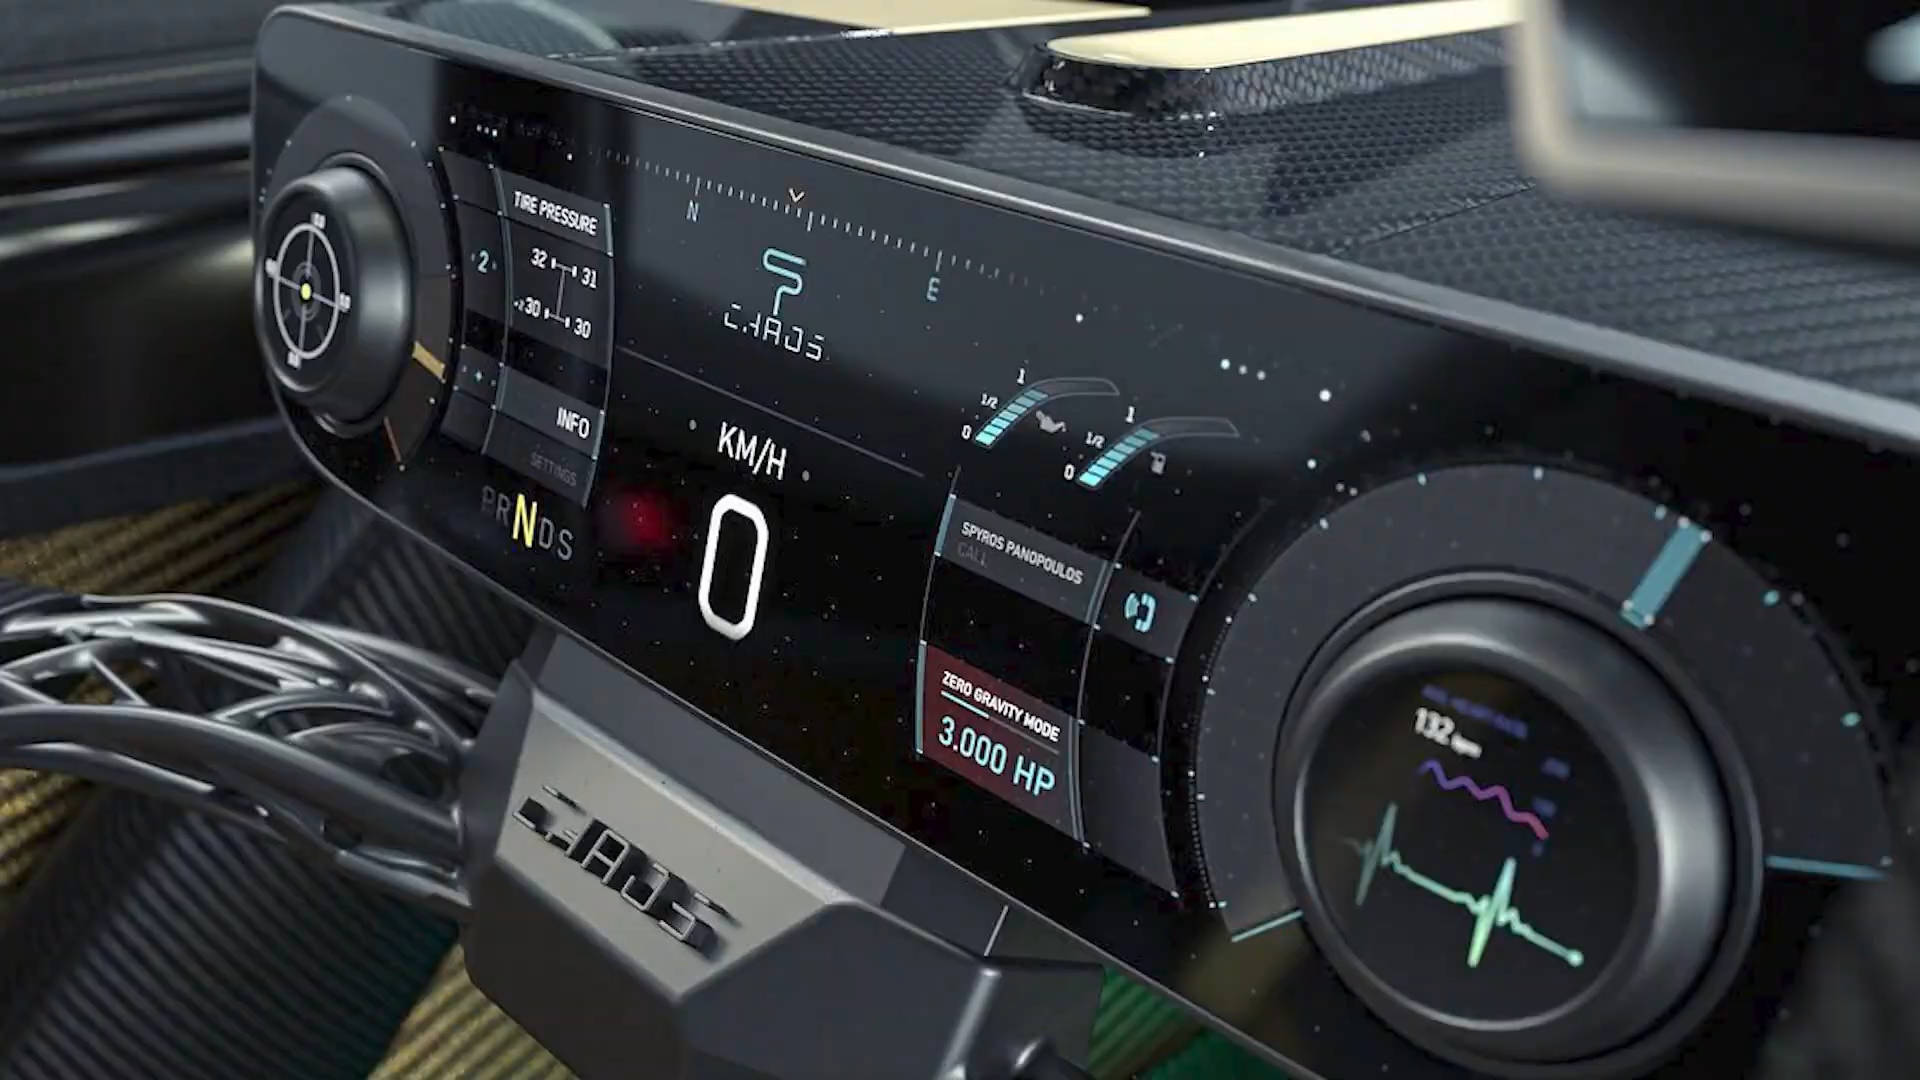 TIRE PRESSURE
2
32 31
30 30
INFO
SETTINGS
PRNDS
N
E
CHAOS
KM/H
0
1
1/2
0
1
1/2
0
SPYROS PANOPOULOS
CALL
ZERO GRAVITY MODE
3.000 HP
132 bpm
CHAOS